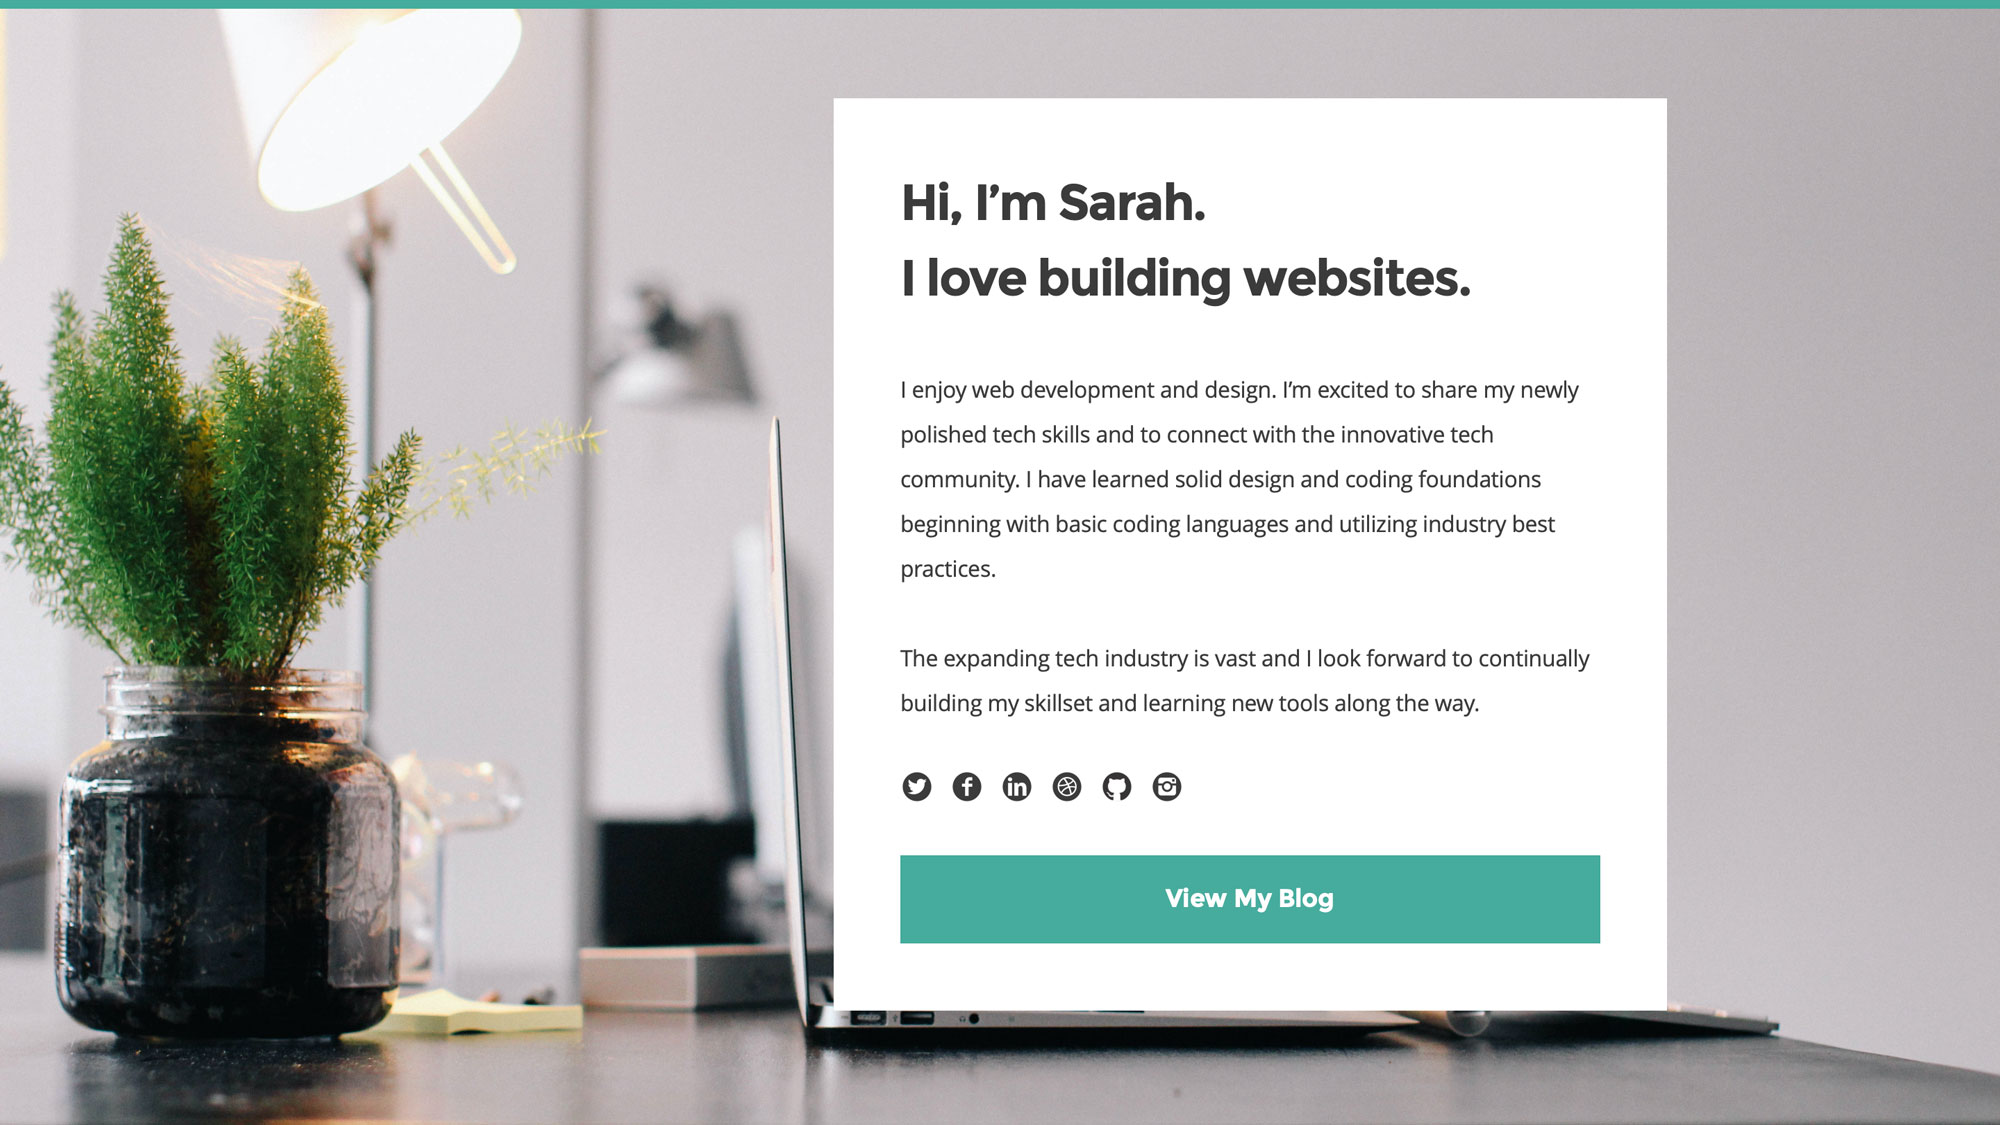 Hi, I’m Sarah.
I love building websites.
I enjoy web development and design. I’m excited to share my newly
polished tech skills and to connect with the innovative tech
community. I have learned solid design and coding foundations
beginning with basic coding languages and utilizing industry best
practices.
The expanding tech industry is vast and I look forward to continually
building my skillset and learning new tools along the way.
View My Blog